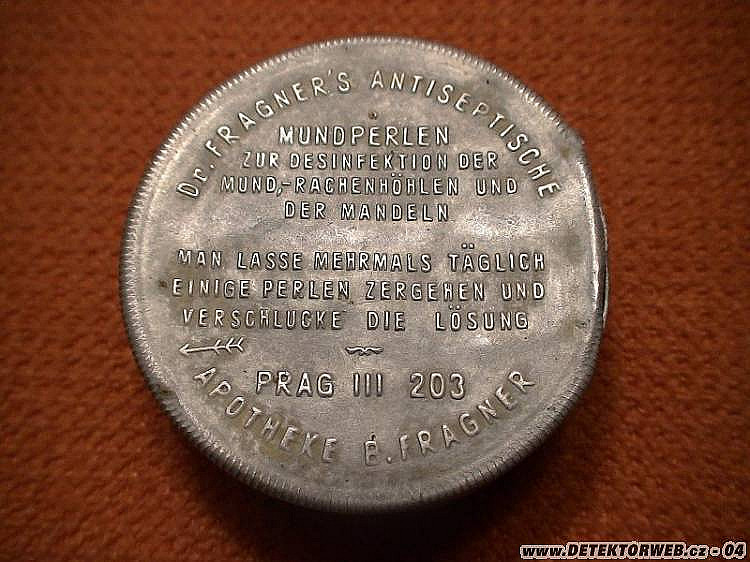 Dr. FRAGNER'S ANTISEPTISCHE
MUNDPERLEN
ZUR DESINFEKTION DER
MUND,-RACHENHÖHLEN UND
DER MANDELN
MAN LASSE MEHRMALS TÄGLICH
EINIGE PERLEN ZERGEHEN UND
VERSCHLUCKE DIE LÖSUNG
PRAG III 203
APOTHEKE B. FRAGNER
www.DETEKTORWEB.cz - 04